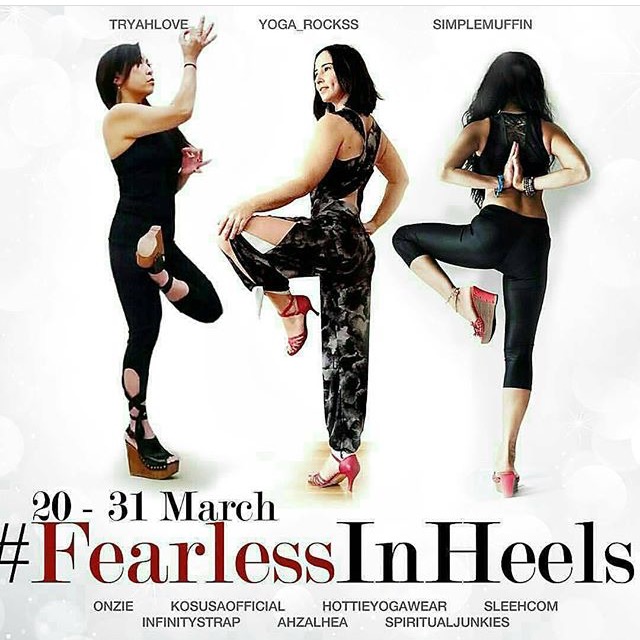 TRYAHLOVE YOGA_ROCKSS SIMPLEMUFFIN
20 - 31 March
#FearlessInHeels
ONZIE KOSUSAOFFICIAL HOTTIEYOGAWEAR SLEEHCOM
INFINITYSTRAP AHZALHEA SPIRITUALJUNKIES